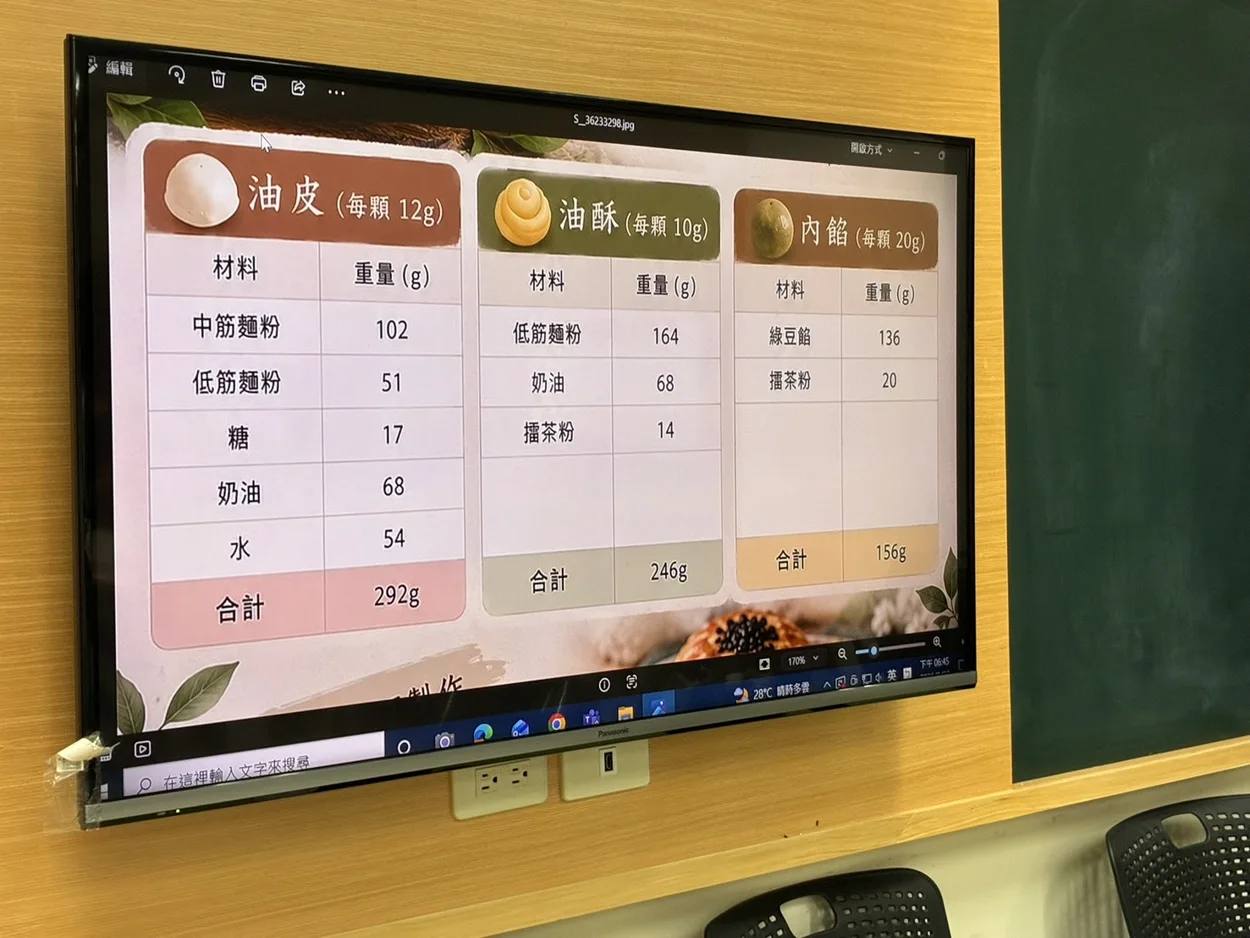 編輯
S__36233298.jpg
開啟方式
油皮 (每顆 12g)
材料 重量 (g)
中筋麵粉 102
低筋麵粉 51
糖 17
奶油 68
水 54
合計 292g
油酥 (每顆 10g)
材料 重量 (g)
低筋麵粉 164
奶油 68
擂茶粉 14
合計 246g
內餡 (每顆 20g)
材料 重量 (g)
綠豆餡 136
擂茶粉 20
合計 156g
製作
170%
在這裡輸入文字來搜尋
28°C 晴時多雲
英
下午 06:45
Panasonic